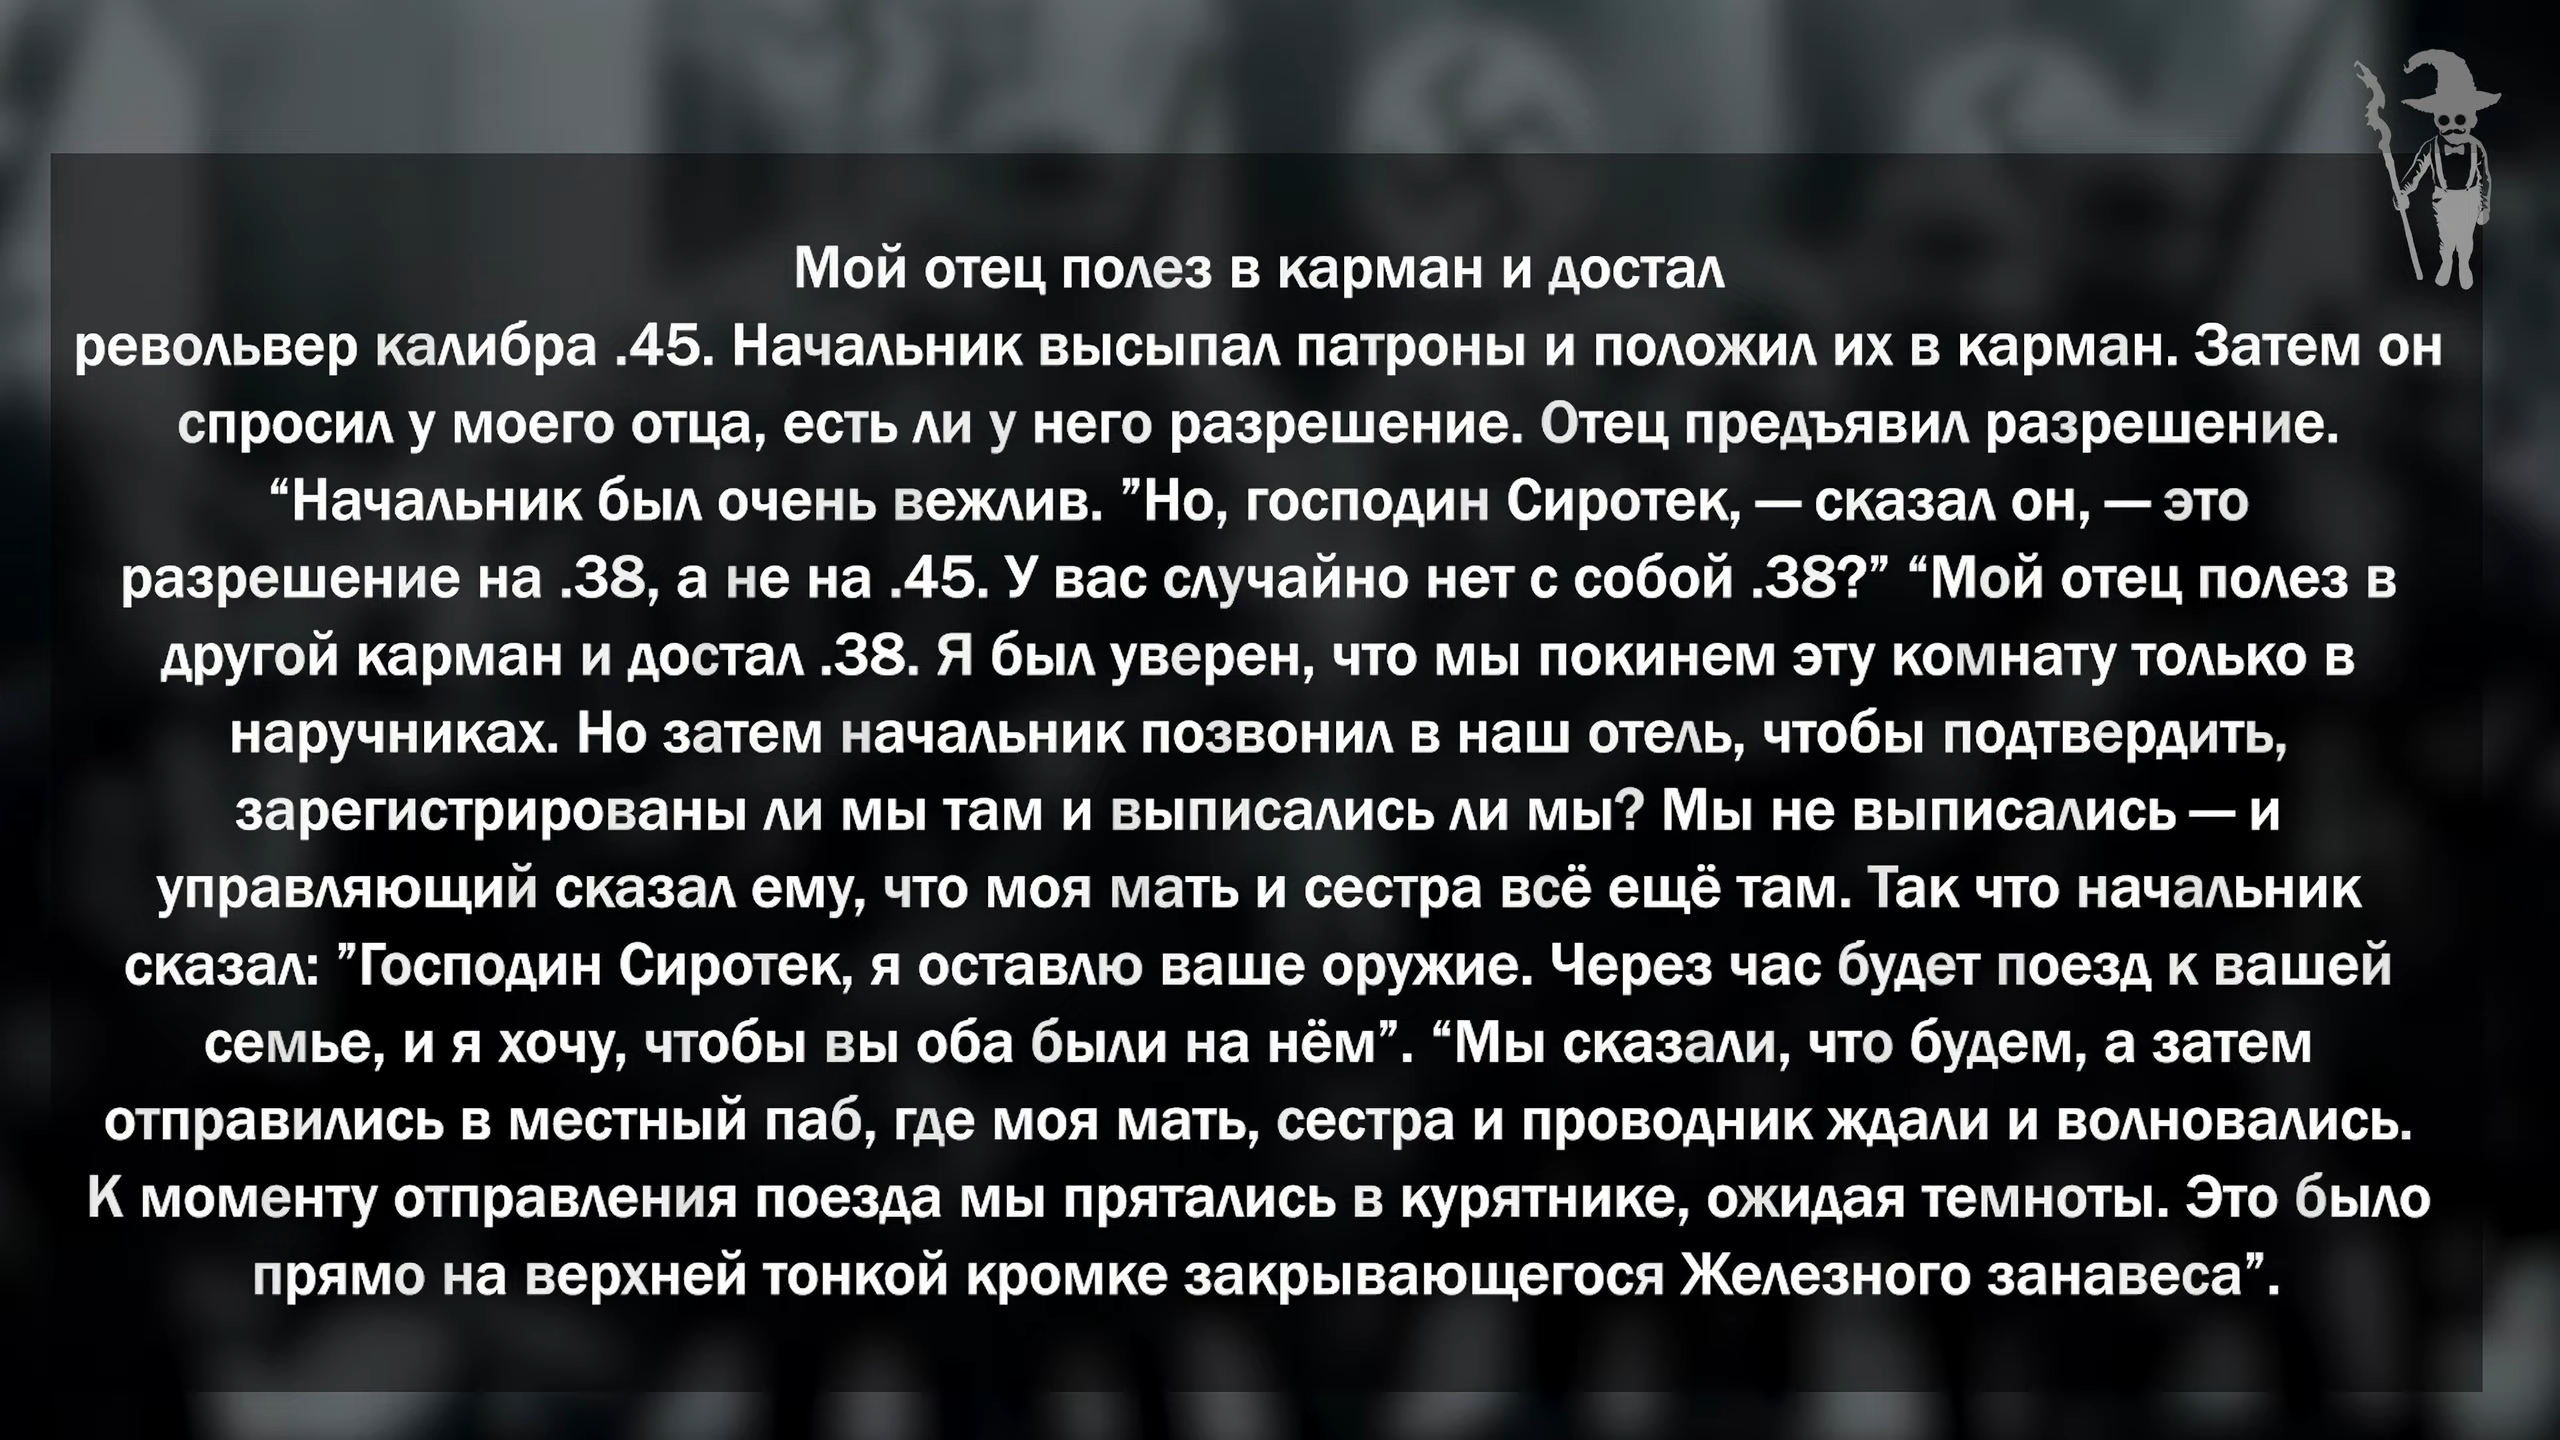 Мой отец полез в карман и достал
револьвер калибра .45. Начальник высыпал патроны и положил их в карман. Затем он
спросил у моего отца, есть ли у него разрешение. Отец предъявил разрешение.
“Начальник был очень вежлив. ”Но, господин Сиротек, — сказал он, — это
разрешение на .38, а не на .45. У вас случайно нет с собой .38?” “Мой отец полез в
другой карман и достал .38. Я был уверен, что мы покинем эту комнату только в
наручниках. Но затем начальник позвонил в наш отель, чтобы подтвердить,
зарегистрированы ли мы там и выписались ли мы? Мы не выписались — и
управляющий сказал ему, что моя мать и сестра всё ещё там. Так что начальник
сказал: ”Господин Сиротек, я оставлю ваше оружие. Через час будет поезд к вашей
семье, и я хочу, чтобы вы оба были на нём”. “Мы сказали, что будем, а затем
отправились в местный паб, где моя мать, сестра и проводник ждали и волновались.
К моменту отправления поезда мы прятались в курятнике, ожидая темноты. Это было
прямо на верхней тонкой кромке закрывающегося Железного занавеса”.